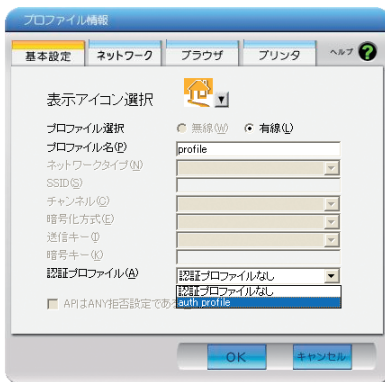 プロファイル情報
基本設定 ネットワーク ブラウザ プリンタ ヘルプ ?
表示アイコン選択
プロファイル選択 無線(W) 有線(L)
プロファイル名(P) profile
ネットワークタイプ(N)
SSID(S)
チャンネル(C)
暗号化方式(E)
送信キー(I)
暗号キー(K)
認証プロファイル(A) 認証プロファイルなし
認証プロファイルなし
APはANY拒否設定であ auth profile
OK キャンセル